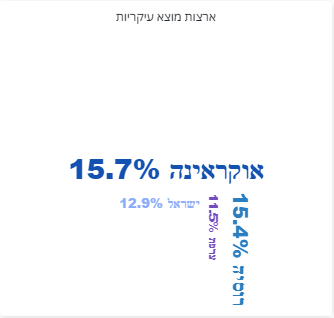 ארצות מוצא עיקריות
אוקראינה 15.7%
ישראל 12.9%
צרפת 11.5%
רוסיה 15.4%